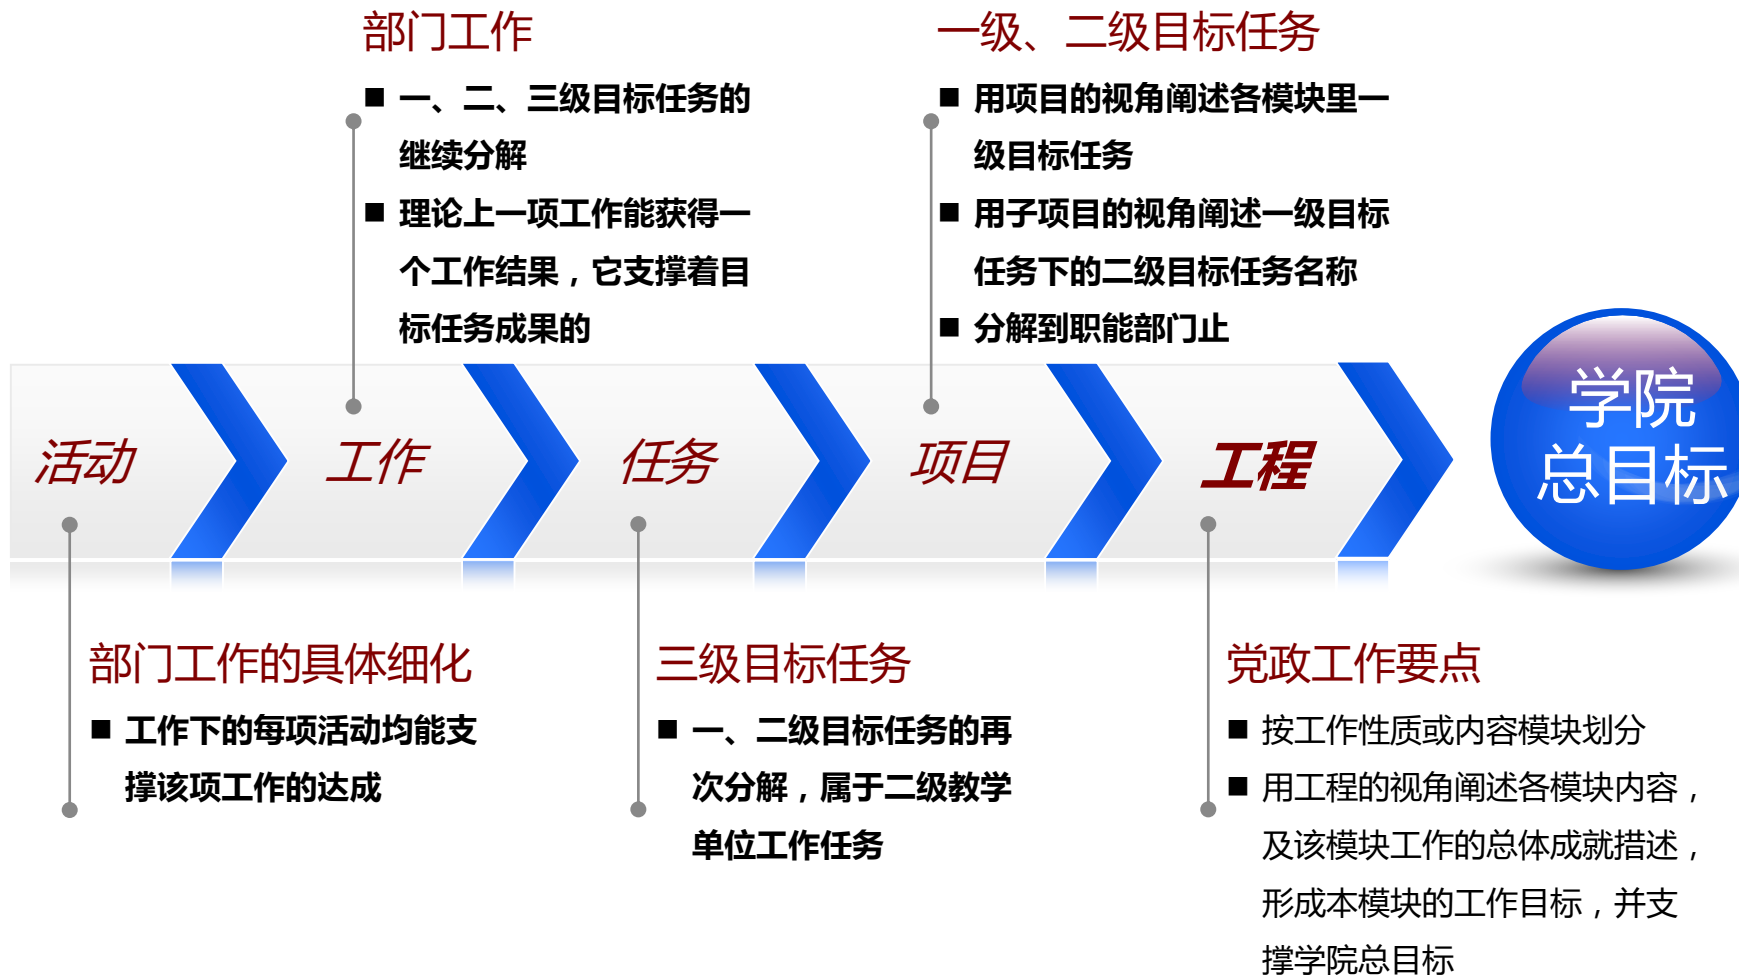 部门工作
■ 一、二、三级目标任务的
继续分解
■ 理论上一项工作能获得一
个工作结果，它支撑着目
标任务成果的
一级、二级目标任务
■ 用项目的视角阐述各模块里一
级目标任务
■ 用子项目的视角阐述一级目标
任务下的二级目标任务名称
■ 分解到职能部门止
活动
工作
任务
项目
工程
学院
总目标
部门工作的具体细化
■ 工作下的每项活动均能支
撑该项工作的达成
三级目标任务
■ 一、二级目标任务的再
次分解，属于二级教学
单位工作任务
党政工作要点
■ 按工作性质或内容模块划分
■ 用工程的视角阐述各模块内容，
及该模块工作的总体成就措述，
形成本模块的工作目标，并支
撑学院总目标